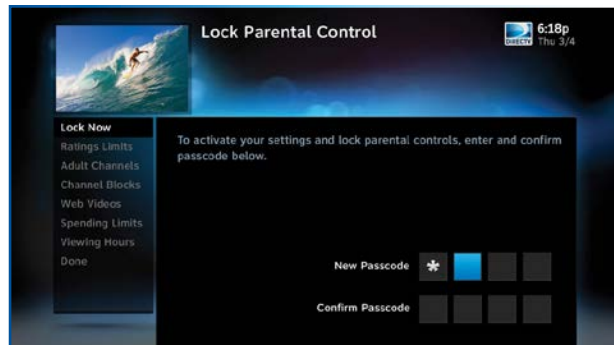 Lock Parental Control
DIRECTV
6:18p
Thu 3/4
Lock Now
Ratings Limits
Adult Channels
Channel Blocks
Web Videos
Spending Limits
Viewing Hours
Done
To activate your settings and lock parental controls, enter and confirm
passcode below.
New Passcode *
Confirm Passcode